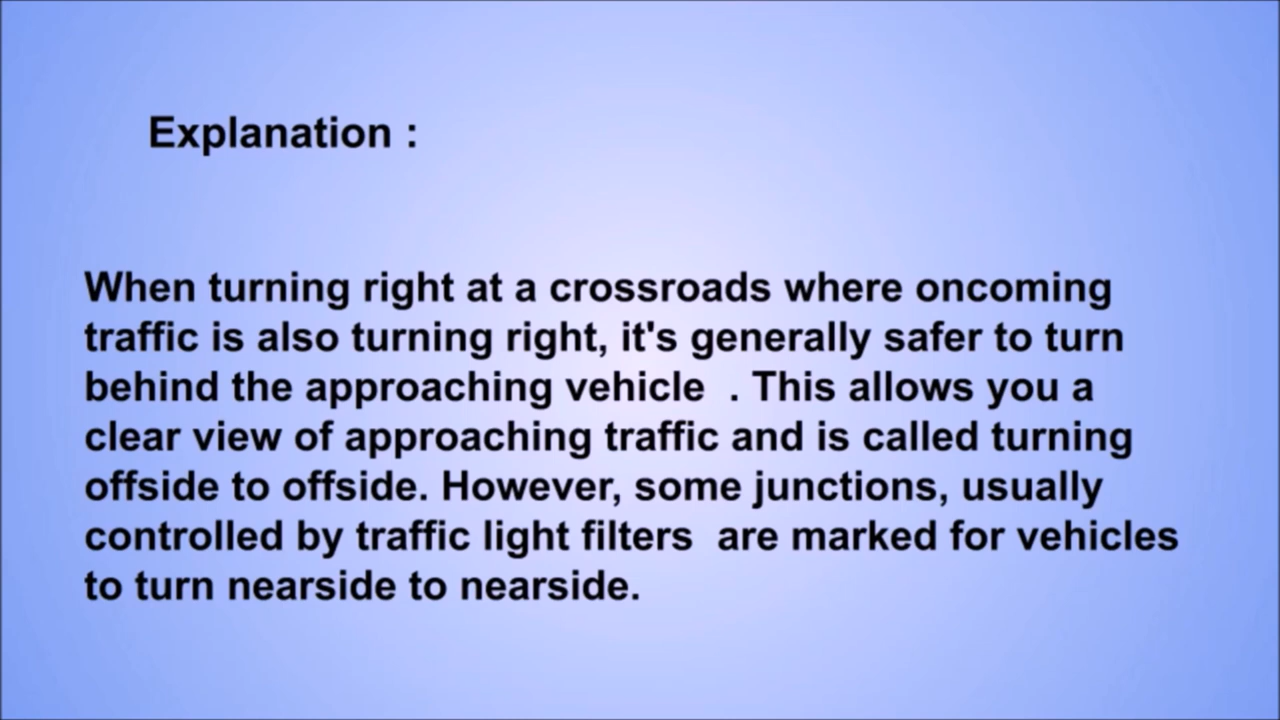 Explanation :
When turning right at a crossroads where oncoming
traffic is also turning right, it's generally safer to turn
behind the approaching vehicle  . This allows you a
clear view of approaching traffic and is called turning
offside to offside. However, some junctions, usually
controlled by traffic light filters  are marked for vehicles
to turn nearside to nearside.